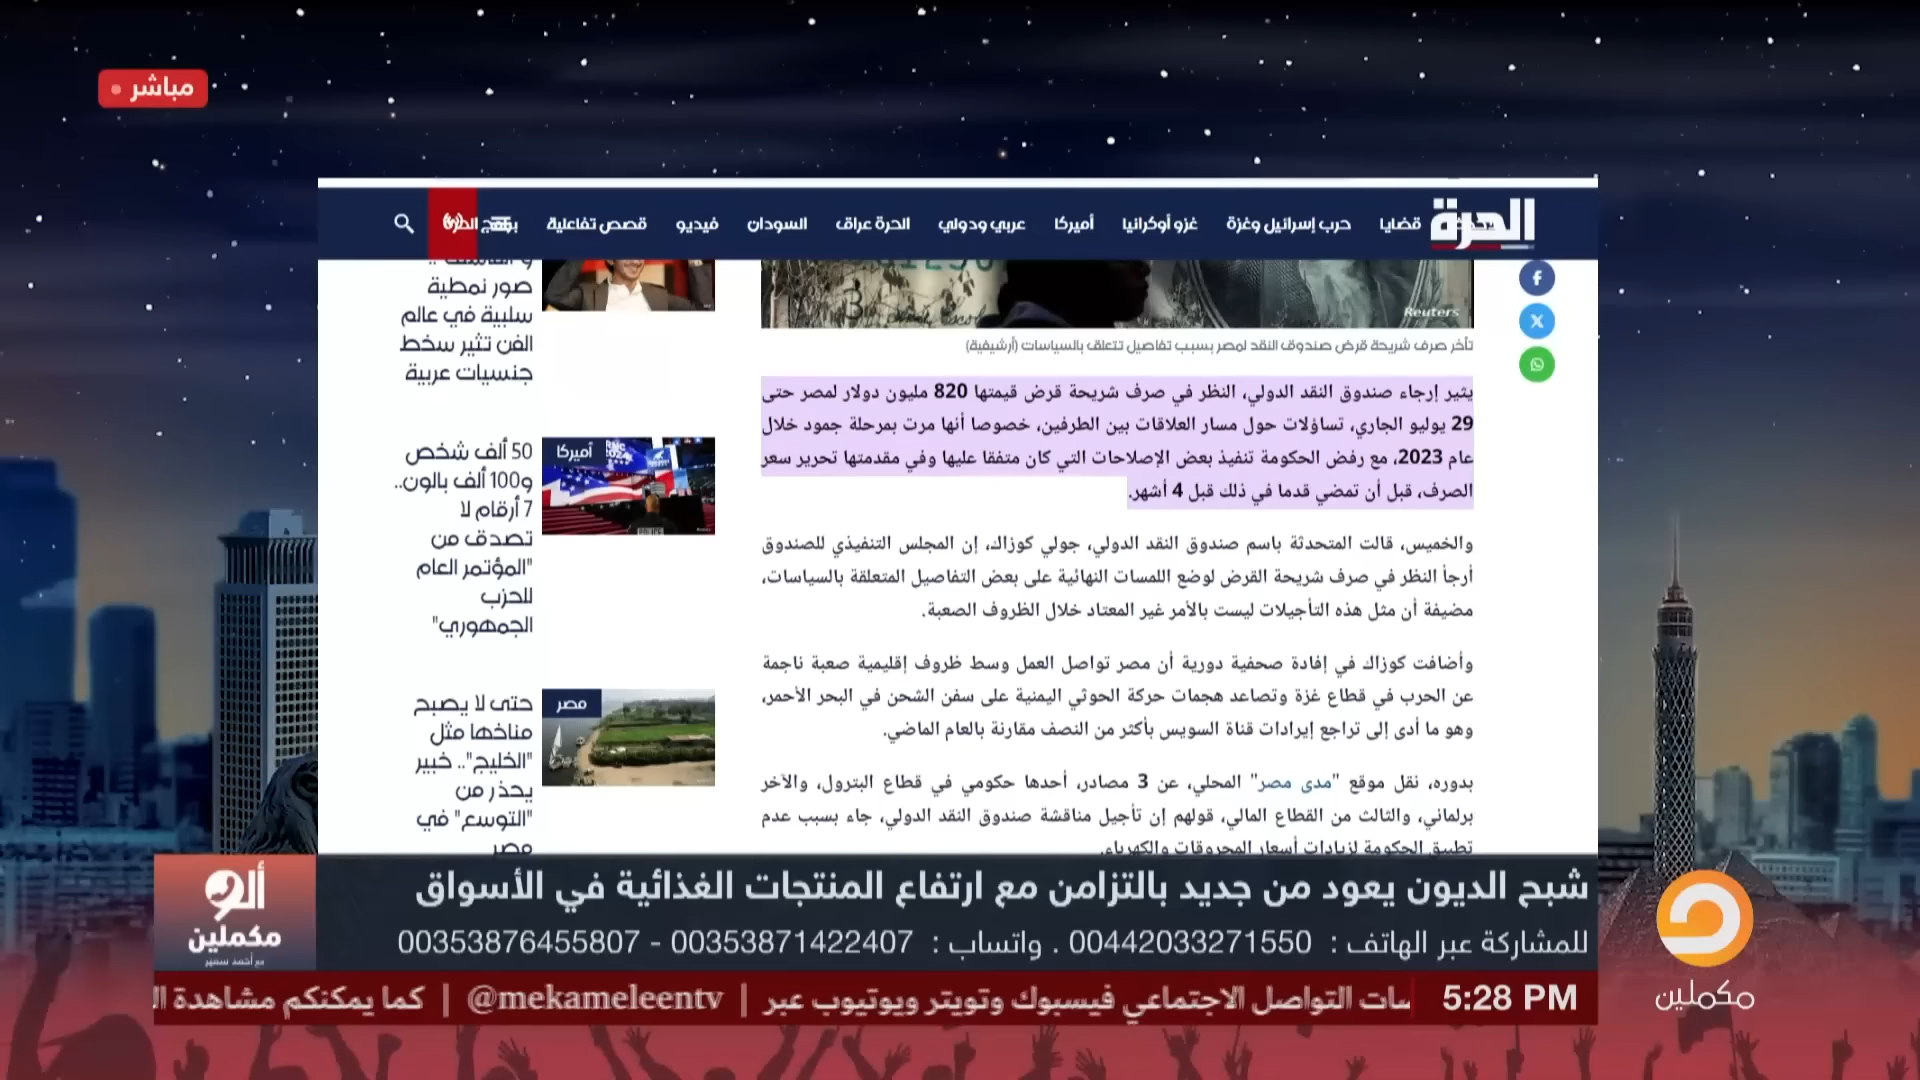 مباشر
الحرة
قضايا
حرب إسرائيل وغزة
غزو أوكرانيا
أميركا
عربي ودولي
الحرة عراق
السودان
فيديو
قصص تفاعلية
Reuters
تأخر صرف شريحة قرض صندوق النقد لمصر بسبب تفاصيل تتعلق بالسياسات (أرشيفية)
يثير إرجاء صندوق النقد الدولي، النظر في صرف شريحة قرض قيمتها 820 مليون دولار لمصر حتى
29 يوليو الجاري، تساؤلات حول مسار العلاقات بين الطرفين، خصوصا أنها مرت بمرحلة جمود خلال
عام 2023، مع رفض الحكومة تنفيذ بعض الإصلاحات التي كان متفقا عليها وفي مقدمتها تحرير سعر
الصرف، قبل أن تمضي قدما في ذلك قبل 4 أشهر.
والخميس، قالت المتحدثة باسم صندوق النقد الدولي، جولي كوزاك، إن المجلس التنفيذي للصندوق
أرجأ النظر في صرف شريحة القرض لوضع اللمسات النهائية على بعض التفاصيل المتعلقة بالسياسات،
مضيفة أن مثل هذه التأجيلات ليست بالأمر غير المعتاد خلال الظروف الصعبة.
وأضافت كوزاك في إفادة صحفية دورية أن مصر تواصل العمل وسط ظروف إقليمية صعبة ناجمة
عن الحرب في قطاع غزة وتصاعد هجمات حركة الحوثي اليمنية على سفن الشحن في البحر الأحمر،
وهو ما أدى إلى تراجع إيرادات قناة السويس بأكثر من النصف مقارنة بالعام الماضي.
بدوره، نقل موقع "مدى مصر" المحلي، عن 3 مصادر، أحدها حكومي في قطاع البترول، والآخر
برلماني، والثالث من القطاع المالي، قولهم إن تأجيل مناقشة صندوق النقد الدولي، جاء بسبب عدم
تطبيق الحكومة لزيادات أسعار المحروقات والكهرباء.
صور نمطية
سلبية في عالم
الفن تثير سخط
جنسيات عربية
أميركا
50 ألف شخص
و100 ألف بالون..
7 أرقام لا
تصدق من
"المؤتمر العام
للحزب
الجمهوري"
مصر
حتى لا يصبح
مناخها مثل
"الخليج".. خبير
يحذر من
"التوسع" في
مصر
شبح الديون يعود من جديد بالتزامن مع ارتفاع المنتجات الغذائية في الأسواق
للمشاركة عبر الهاتف : 00442033271550 . واتساب : 00353871422407 - 00353876455807
ألو
مكملين
مع أحمد سمير
5:28 PM
التواصل الاجتماعي فيسبوك وتويتر ويوتيوب عبر | @mekameleentv | كما يمكنكم مشاهدة
مكملين